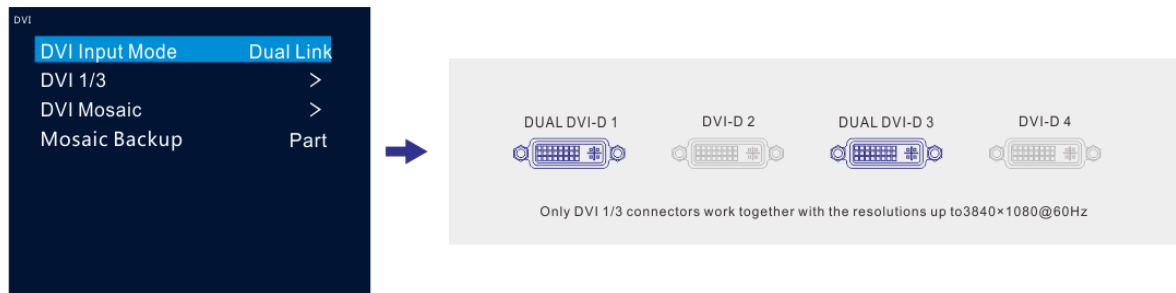 DVI
DVI Input Mode Dual Link
DVI 1/3 >
DVI Mosaic >
Mosaic Backup Part
DUAL DVI-D 1 DVI-D 2 DUAL DVI-D 3 DVI-D 4
Only DVI 1/3 connectors work together with the resolutions up to3840×1080@60Hz